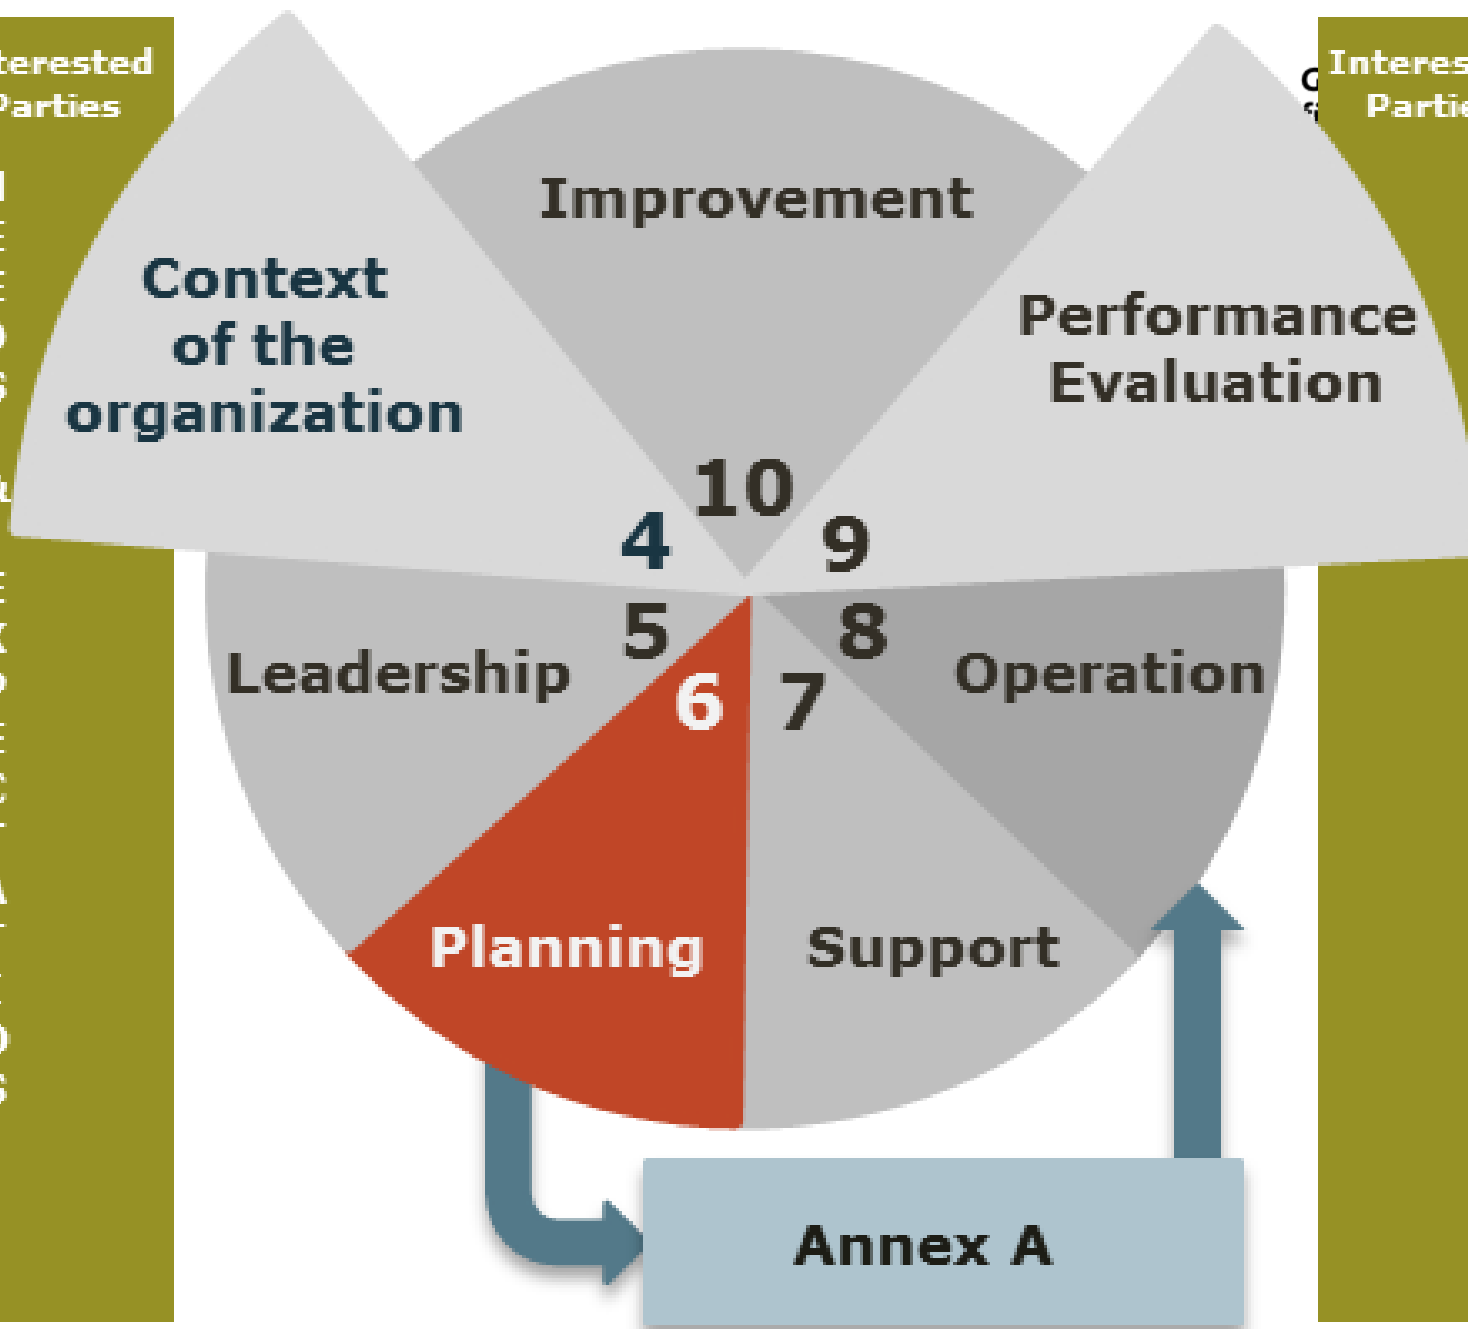 terested
Parties
Interes
Partie
Improvement
Context
of the
organization
Performance
Evaluation
10
4
9
5
8
Leadership
Operation
6
7
Planning
Support
Annex A